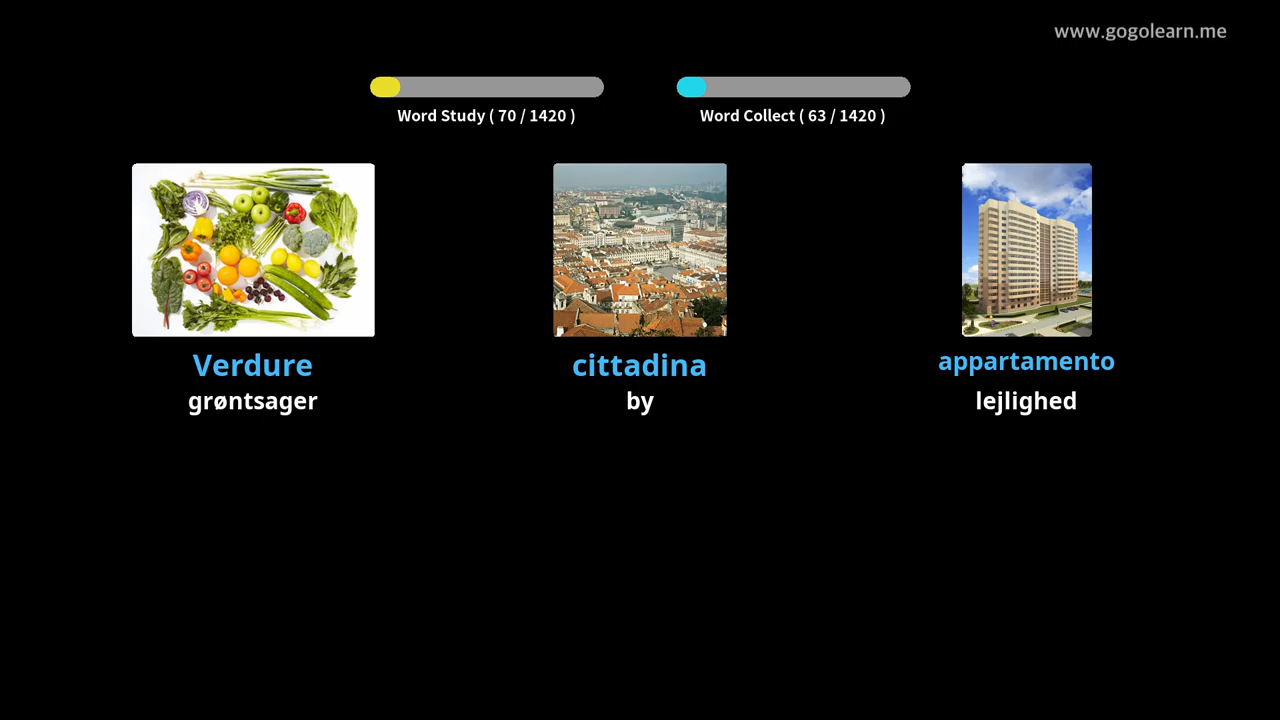 www.gogolearn.me
Word Study ( 70 / 1420 )
Word Collect ( 63 / 1420 )
Verdure
grøntsager
cittadina
by
appartamento
lejlighed